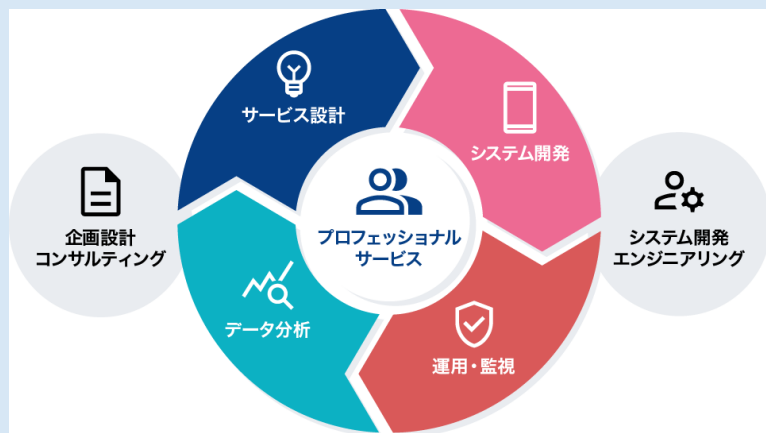 サービス設計
システム開発
企画設計
コンサルティング
プロフェッショナル
サービス
システム開発
エンジニアリング
データ分析
運用・監視